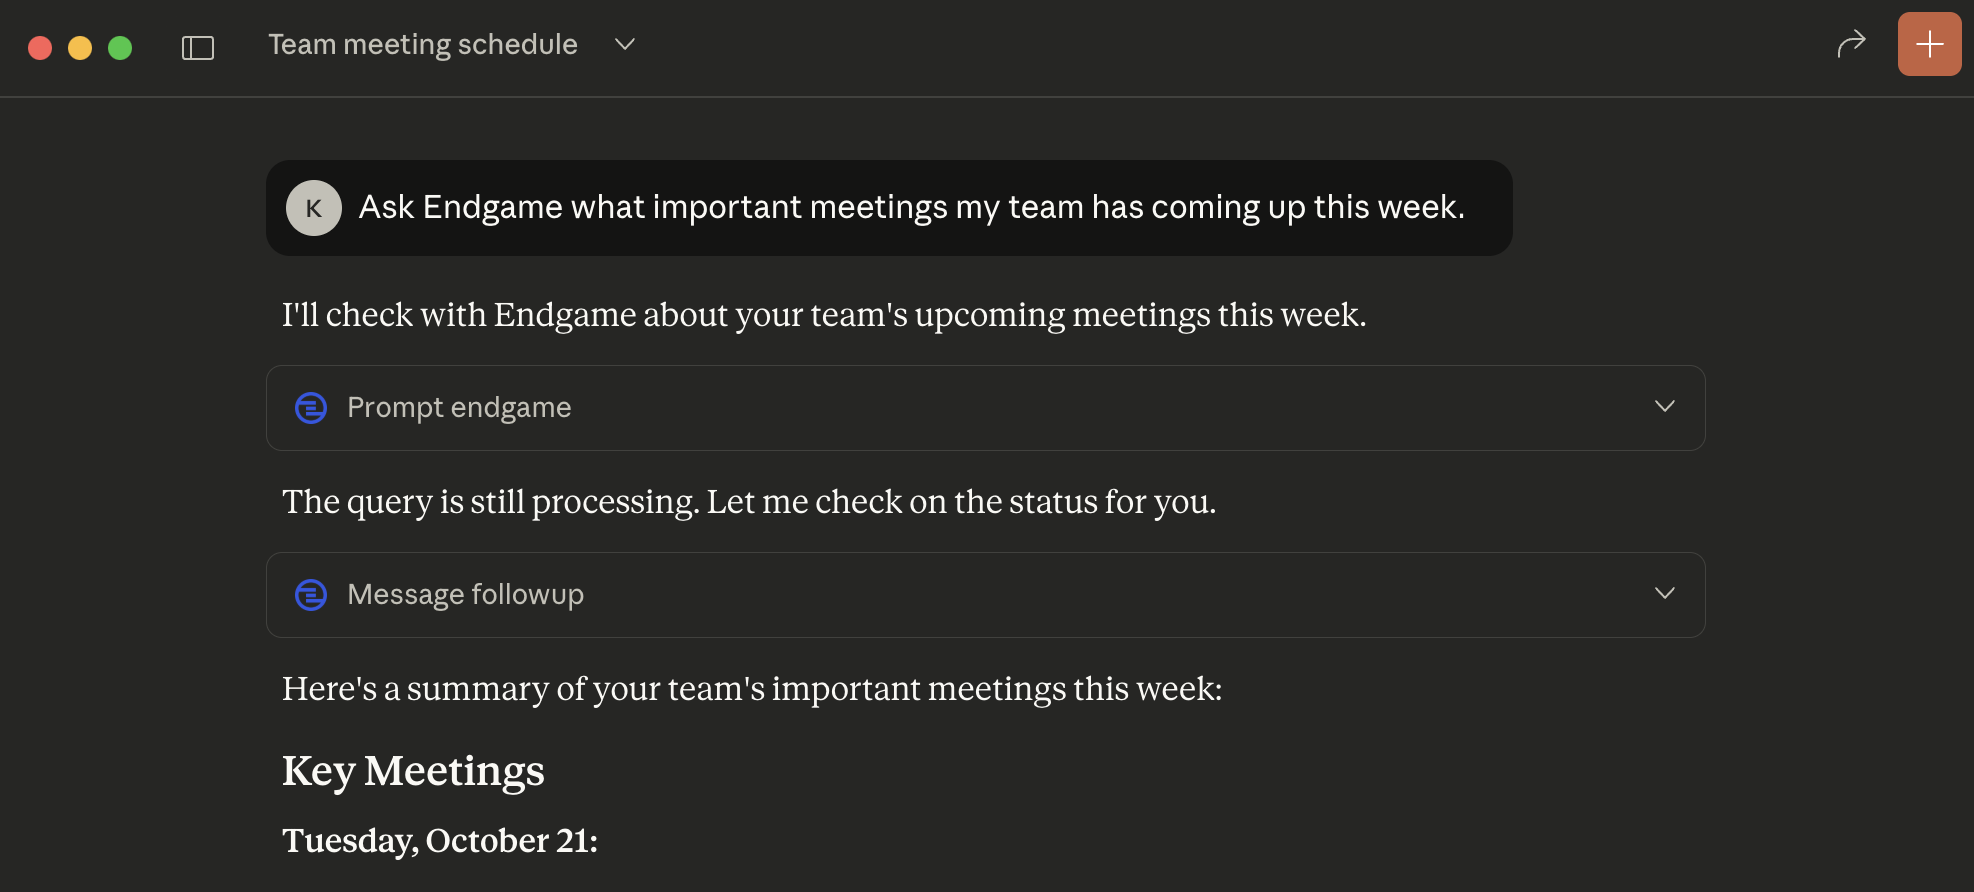 Team meeting schedule
K
Ask Endgame what important meetings my team has coming up this week.
I'll check with Endgame about your team's upcoming meetings this week.
Prompt endgame
The query is still processing. Let me check on the status for you.
Message followup
Here's a summary of your team's important meetings this week:
Key Meetings
Tuesday, October 21: